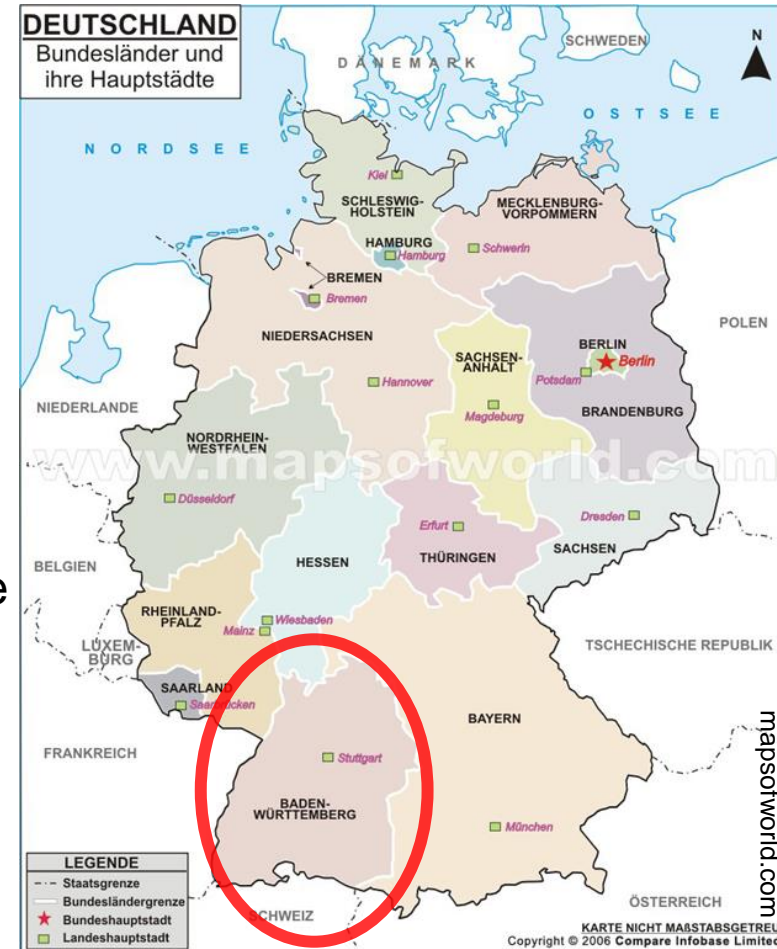 DEUTSCHLAND
Bundesländer und
ihre Hauptstädte
SCHWEDEN
N
DÄNEMARK
OSTSEE
NORDSEE
Kiel
SCHLESWIG-
HOLSTEIN
MECKLENBURG-
VORPOMMERN
HAMBURG
Hamburg
Schwerin
BREMEN
Bremen
POLEN
NIEDERSACHSEN
BERLIN
Berlin
SACHSEN-
ANHALT
Potsdam
Hannover
NIEDERLANDE
Magdeburg
BRANDENBURG
NORDRHEIN-
WESTFALEN
www.mapsofworld.com
Düsseldorf
Dresden
Erfurt
SACHSEN
THÜRINGEN
HESSEN
BELGIEN
e
RHEINLAND-
PFALZ
Wiesbaden
Mainz
LUXEM-
BURG
TSCHECHISCHE REPUBLIK
SAARLAND
Saarbrücken
BAYERN
FRANKREICH
Stuttgart
BADEN-
WÜRTTEMBERG
München
mapsofworld.com
LEGENDE
Staatsgrenze
Bundesländergrenze
Bundeshauptstadt
Landeshauptstadt
SCHWEIZ
ÖSTERREICH
KARTE NICHT MAßSTABSGETREU
Copyright © 2006 Compare Infobase Limited